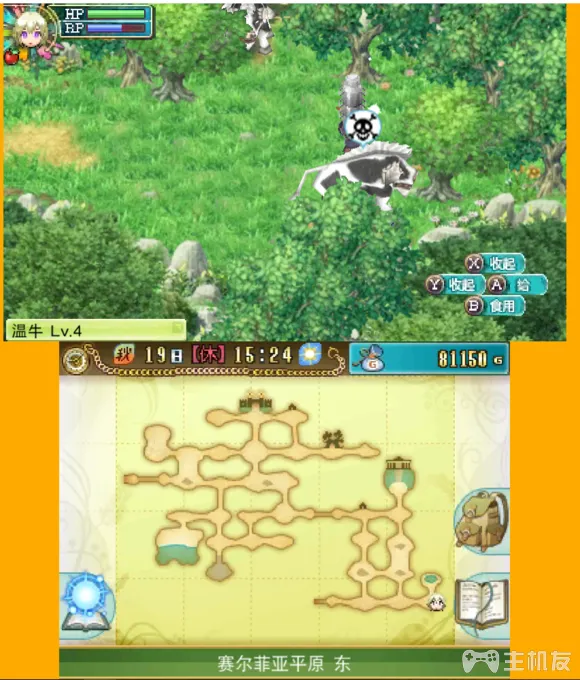 HP
RP
X 收起
Y 收起 A 给
B 食用
温牛 Lv.4
秋 19日【休】15:24
G 81150 G
赛尔菲亚平原 东
主机友